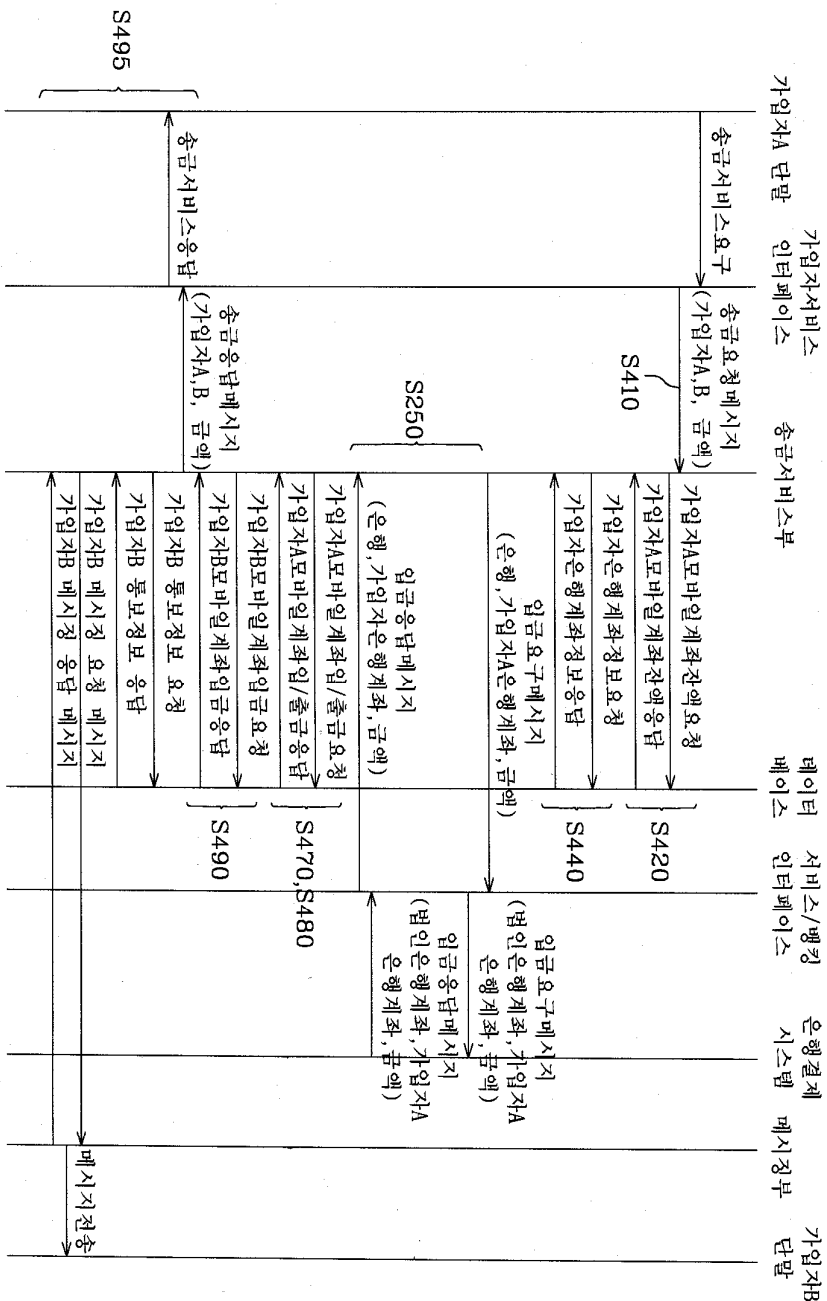 가입자A 단말
가입자서비스
인터페이스
송금서비스부
데이터
베이스
서비스/뱅킹
인터페이스
은행결제
시스템
메시징부
가입자B
단말
송금서비스요구
송금요청메시지
(가입자A,B, 금액)
S410
가입자A모바일계좌잔액요청
가입자A모바일계좌잔액응답
S420
가입자은행계좌정보요청
가입자은행계좌정보응답
S440
입금요구메시지
(은행,가입자A은행계좌,금액)
입금요구메시지
(법인은행계좌,가입자A
은행계좌,금액)
S250
입금응답메시지
(법인은행계좌,가입자A
은행계좌,금액)
입금응답메시지
(은행,가입자은행계좌,금액)
가입자A모바일계좌입/출금요청
가입자A모바일계좌입/출금응답
S470,S480
가입자B모바일계좌입금요청
가입자B모바일계좌입금응답
S490
송금응답메시지
(가입자A,B, 금액)
송금서비스응답
S495
가입자B 통보정보 요청
가입자B 통보정보 응답
가입자B 메시징 요청 메시지
메시지전송
가입자B 메시징 응답 메시지